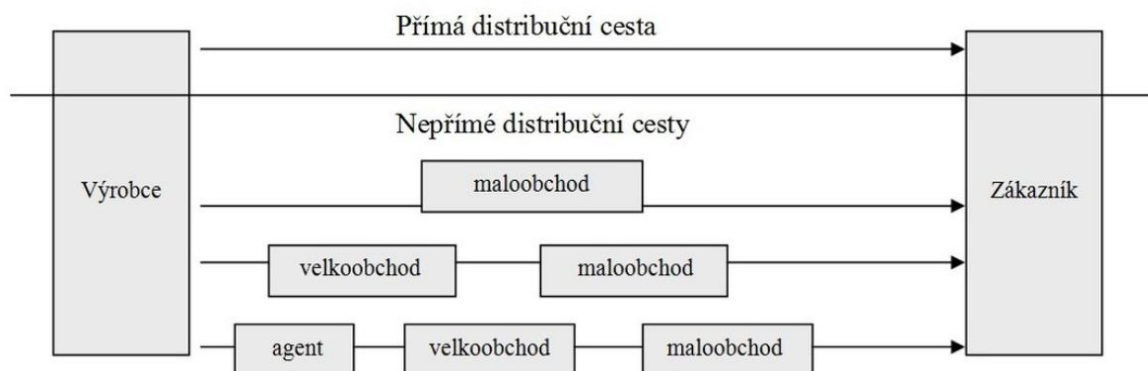 Přímá distribuční cesta
Nepřímé distribuční cesty
Výrobce
maloobchod
Zákazník
velkoobchod
maloobchod
agent
velkoobchod
maloobchod